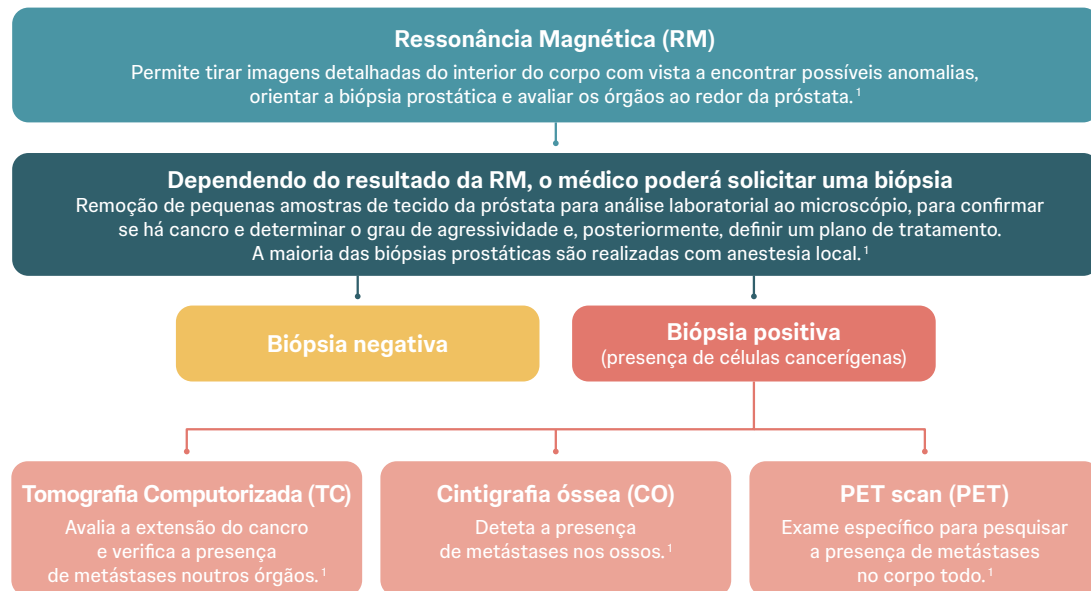 Ressonância Magnética (RM)
Permite tirar imagens detalhadas do interior do corpo com vista a encontrar possíveis anomalias,
orientar a biópsia prostática e avaliar os órgãos ao redor da próstata.¹
Dependendo do resultado da RM, o médico poderá solicitar uma biópsia
Remoção de pequenas amostras de tecido da próstata para análise laboratorial ao microscópio, para confirmar
se há cancro e determinar o grau de agressividade e, posteriormente, definir um plano de tratamento.
A maioria das biópsias prostáticas são realizadas com anestesia local.¹
Biópsia negativa
Biópsia positiva
(presença de células cancerígenas)
Tomografia Computorizada (TC)
Avalia a extensão do cancro
e verifica a presença
de metástases noutros órgãos.¹
Cintigrafia óssea (CO)
Deteta a presença
de metástases nos ossos.¹
PET scan (PET)
Exame específico para pesquisar
a presença de metástases
no corpo todo.¹